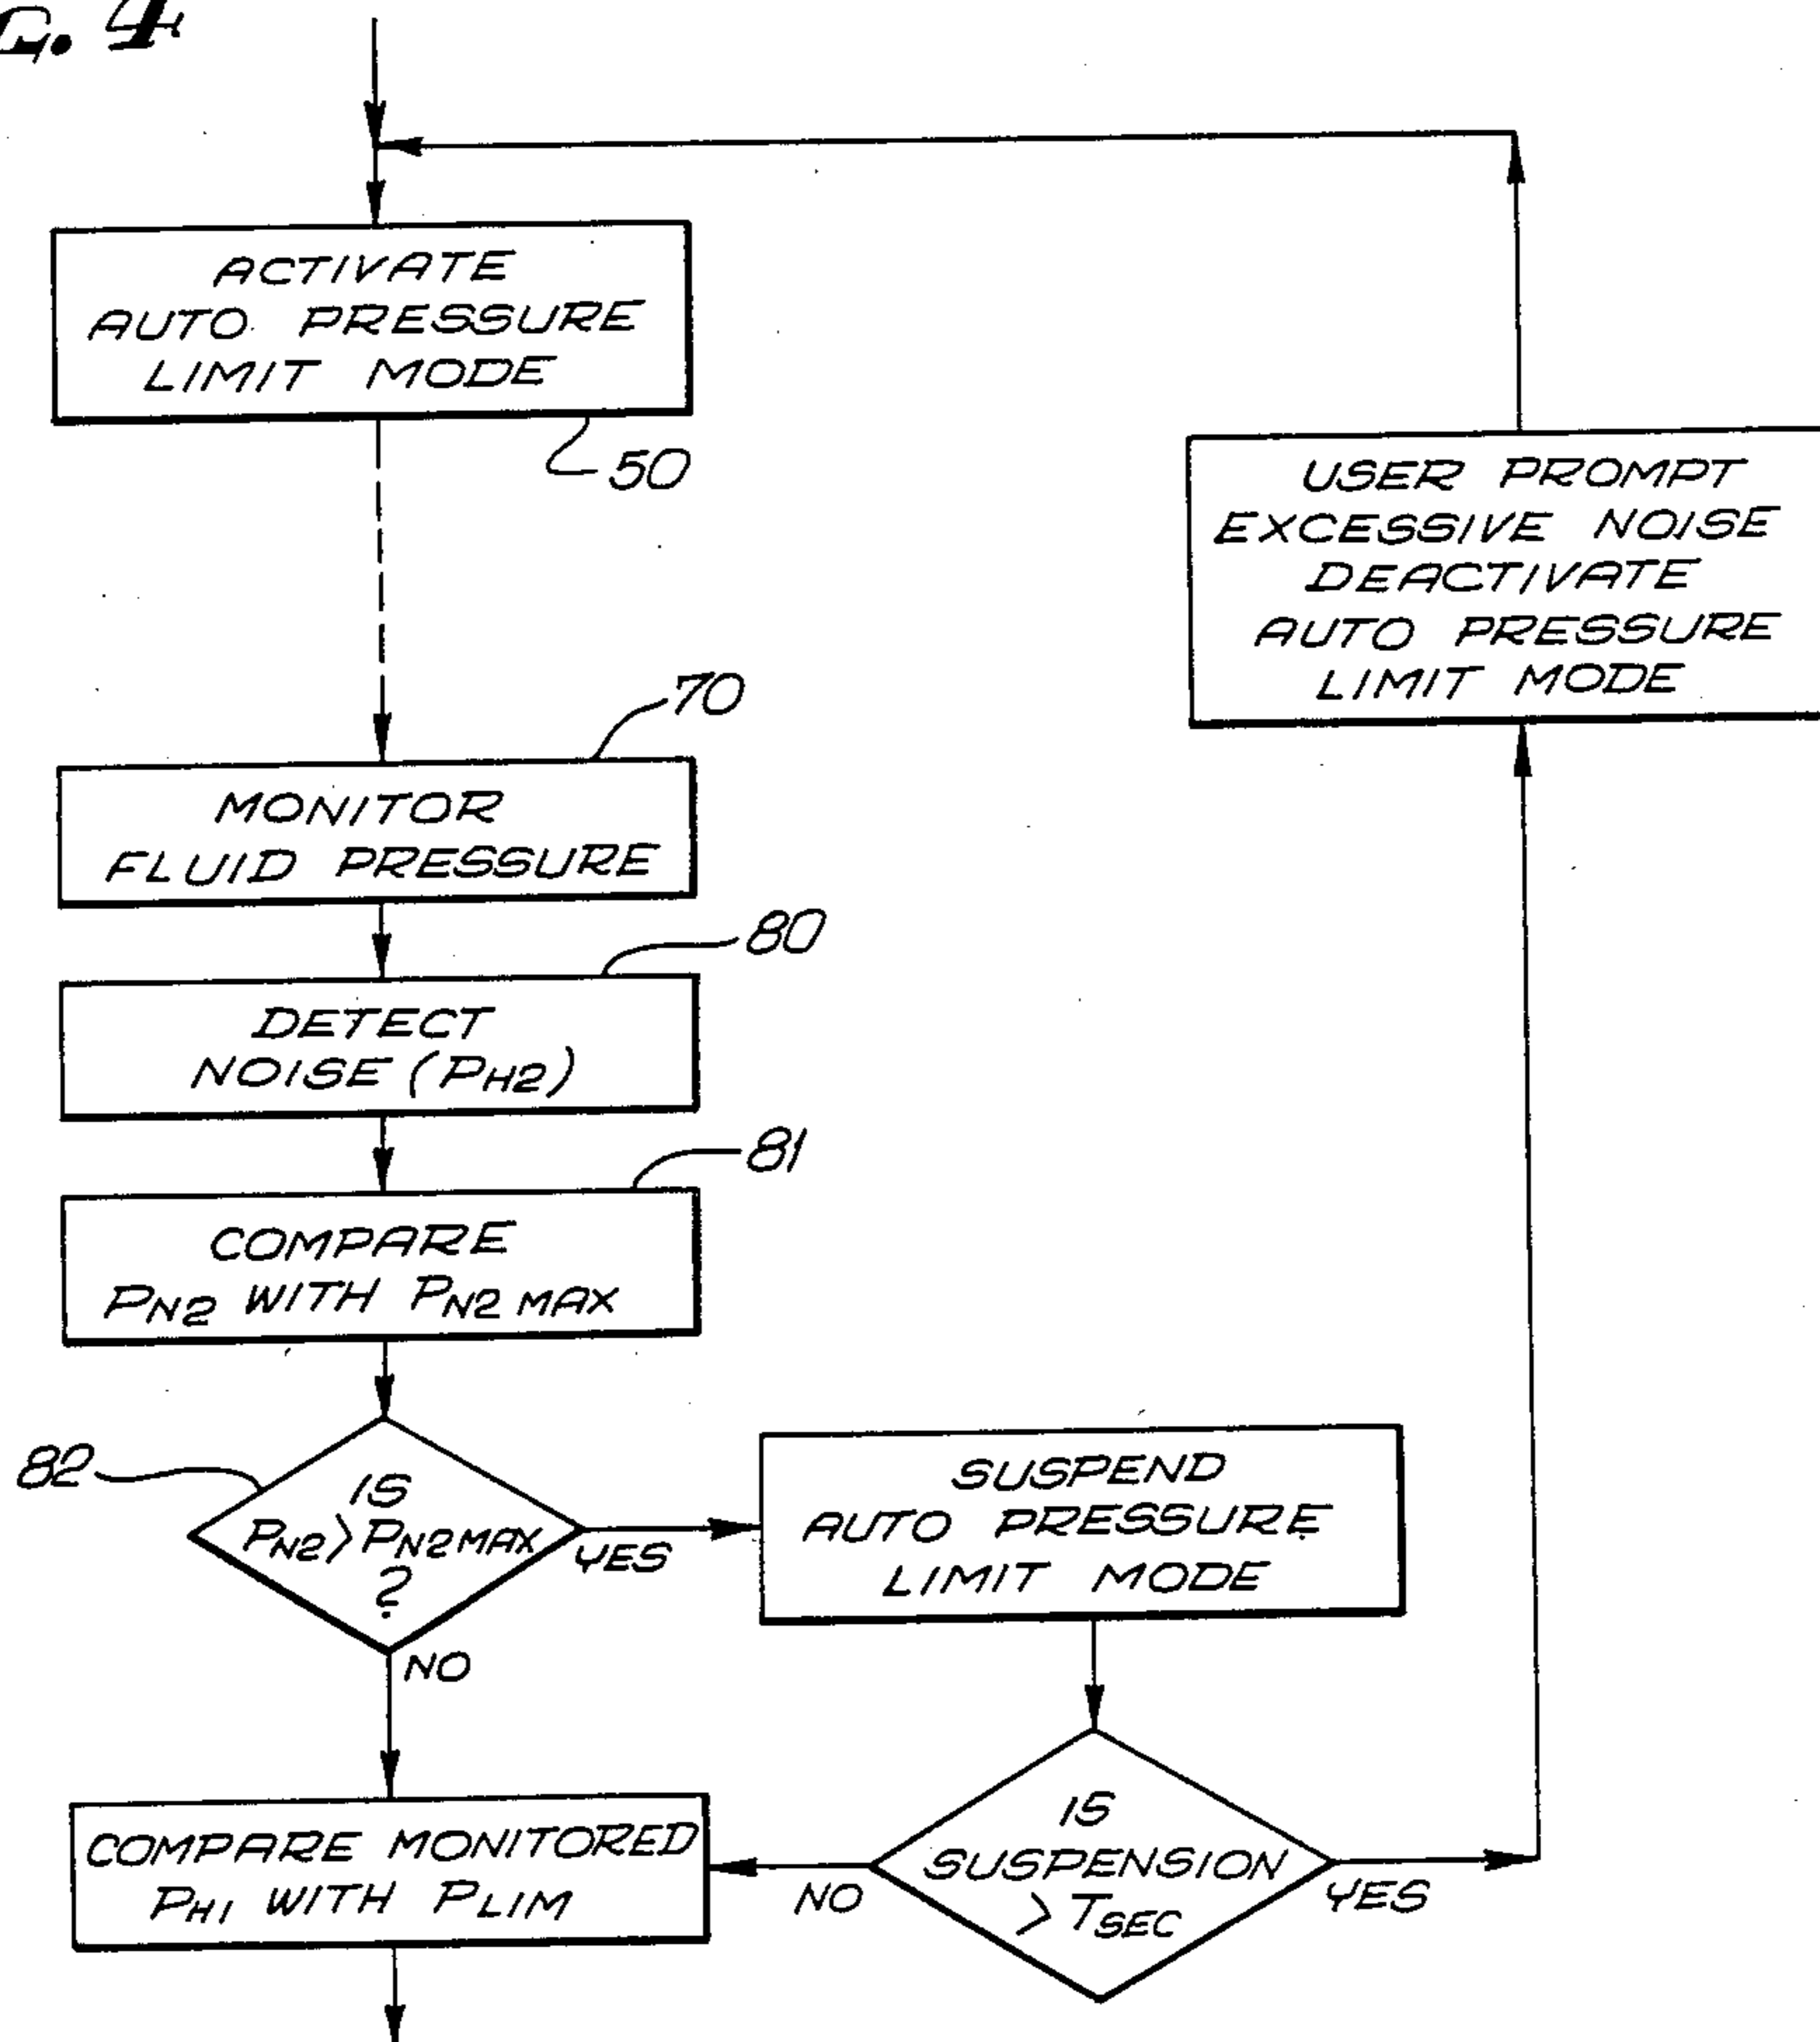 G. 4
ACTIVATE
AUTO PRESSURE
LIMIT MODE
50
USER PROMPT
EXCESSIVE NOISE
DEACTIVATE
AUTO PRESSURE
LIMIT MODE
70
MONITOR
FLUID PRESSURE
80
DETECT
NOISE (PH2)
81
COMPARE
PN2 WITH PN2 MAX
82
IS
PN2 > PN2 MAX
?
YES
NO
SUSPEND
AUTO PRESSURE
LIMIT MODE
IS
SUSPENSION
> TSEC
NO
YES
COMPARE MONITORED
PH1 WITH PLIM